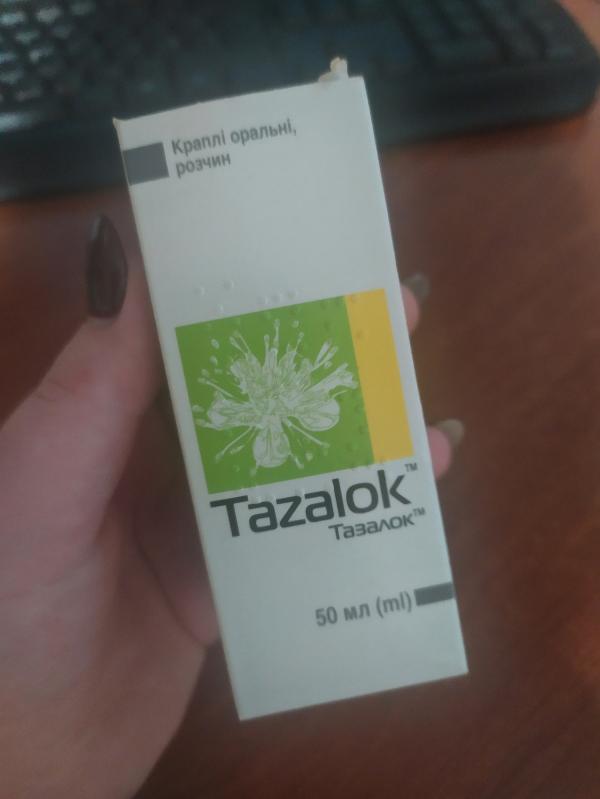 Краплі оральні,
розчин
Tazalok™
Тазалок™
50 мл (ml)